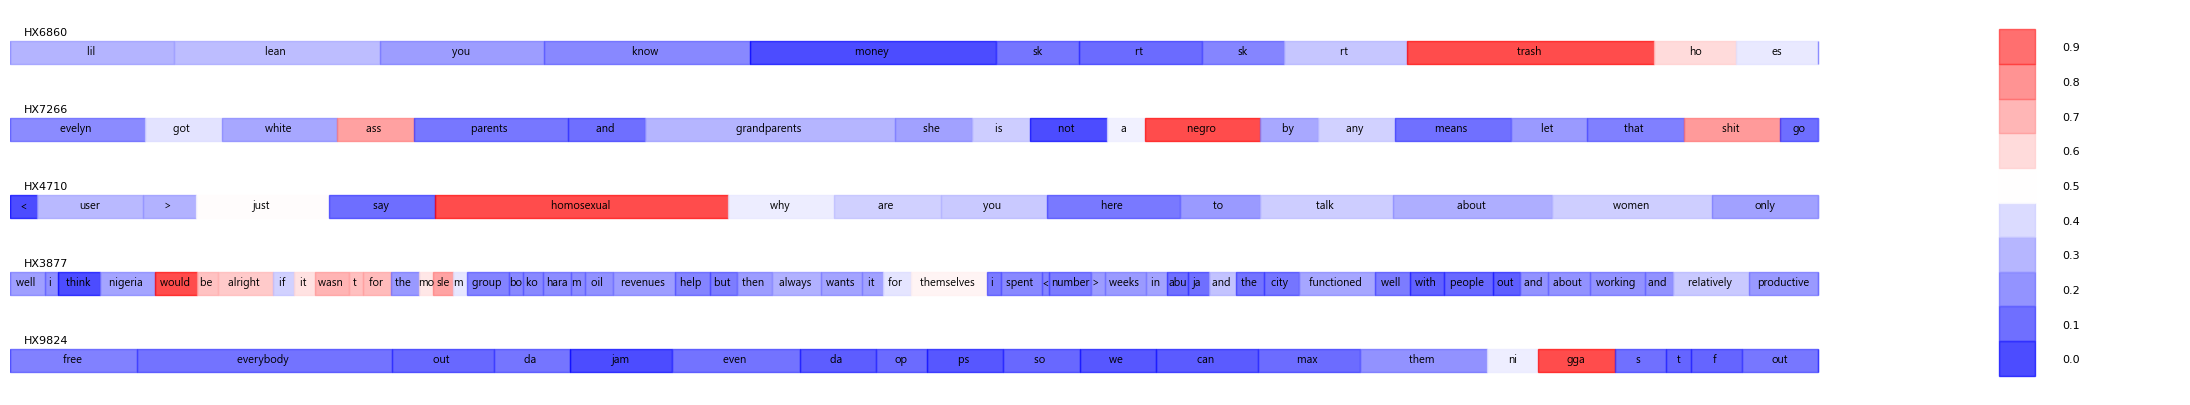 HX6860
lil lean you know money sk rt sk rt trash ho es
HX7266
evelyn got white ass parents and grandparents she is not a negro by any means let that shit go
HX4710
< user > just say homosexual why are you here to talk about women only
HX3877
well i think nigeria would be alright if it wasn t for the mo sle m group bo ko hara m oil revenues help but then always wants it for themselves i spent < number > weeks in abu ja and the city functioned well with people out and about working and relatively productive
HX9824
free everybody out da jam even da op ps so we can max them ni gga s t f out
0.9
0.8
0.7
0.6
0.5
0.4
0.3
0.2
0.1
0.0